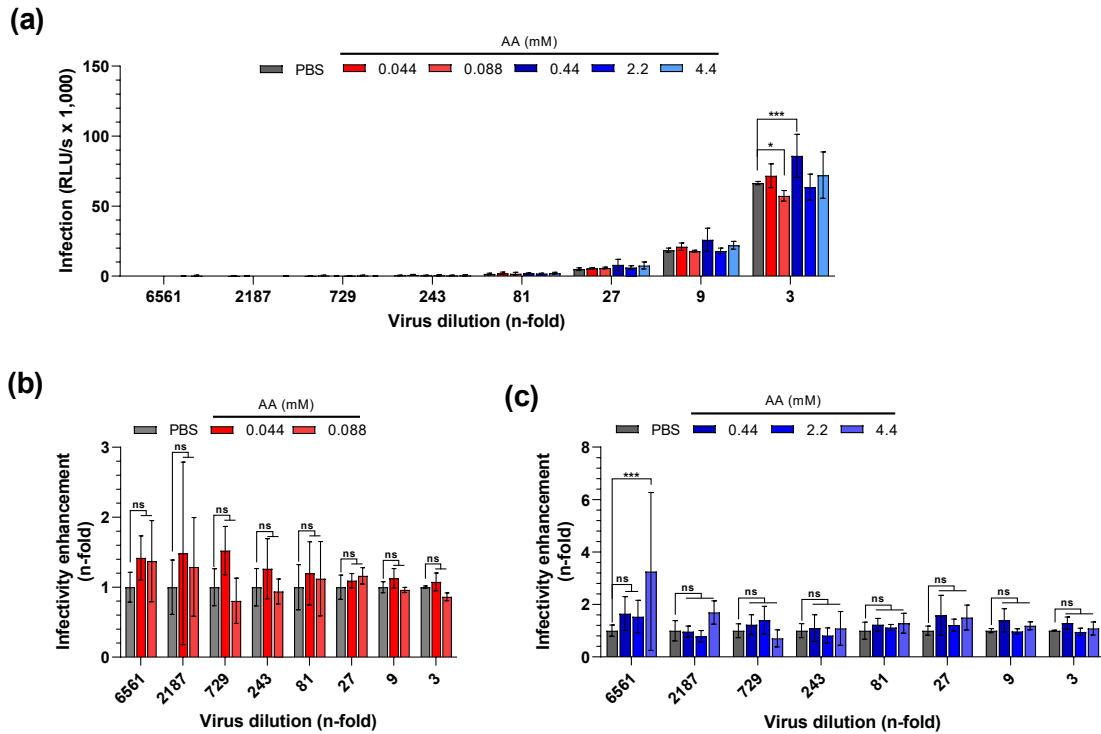 (a)
AA (mM)
PBS 0.044 0.088 0.44 2.2 4.4
150
100
50
0
Infection (RLU/s x 1,000)
***
*
6561 2187 729 243 81 27 9 3
Virus dilution (n-fold)
(b)
AA (mM)
PBS 0.044 0.088
3
2
1
0
Infectivity enhancement
(n-fold)
ns ns ns ns ns ns ns ns
6561 2187 729 243 81 27 9 3
Virus dilution (n-fold)
(c)
AA (mM)
PBS 0.44 2.2 4.4
8
6
4
2
0
Infectivity enhancement
(n-fold)
***
ns ns ns ns ns ns ns ns
6561 2187 729 243 81 27 9 3
Virus dilution (n-fold)